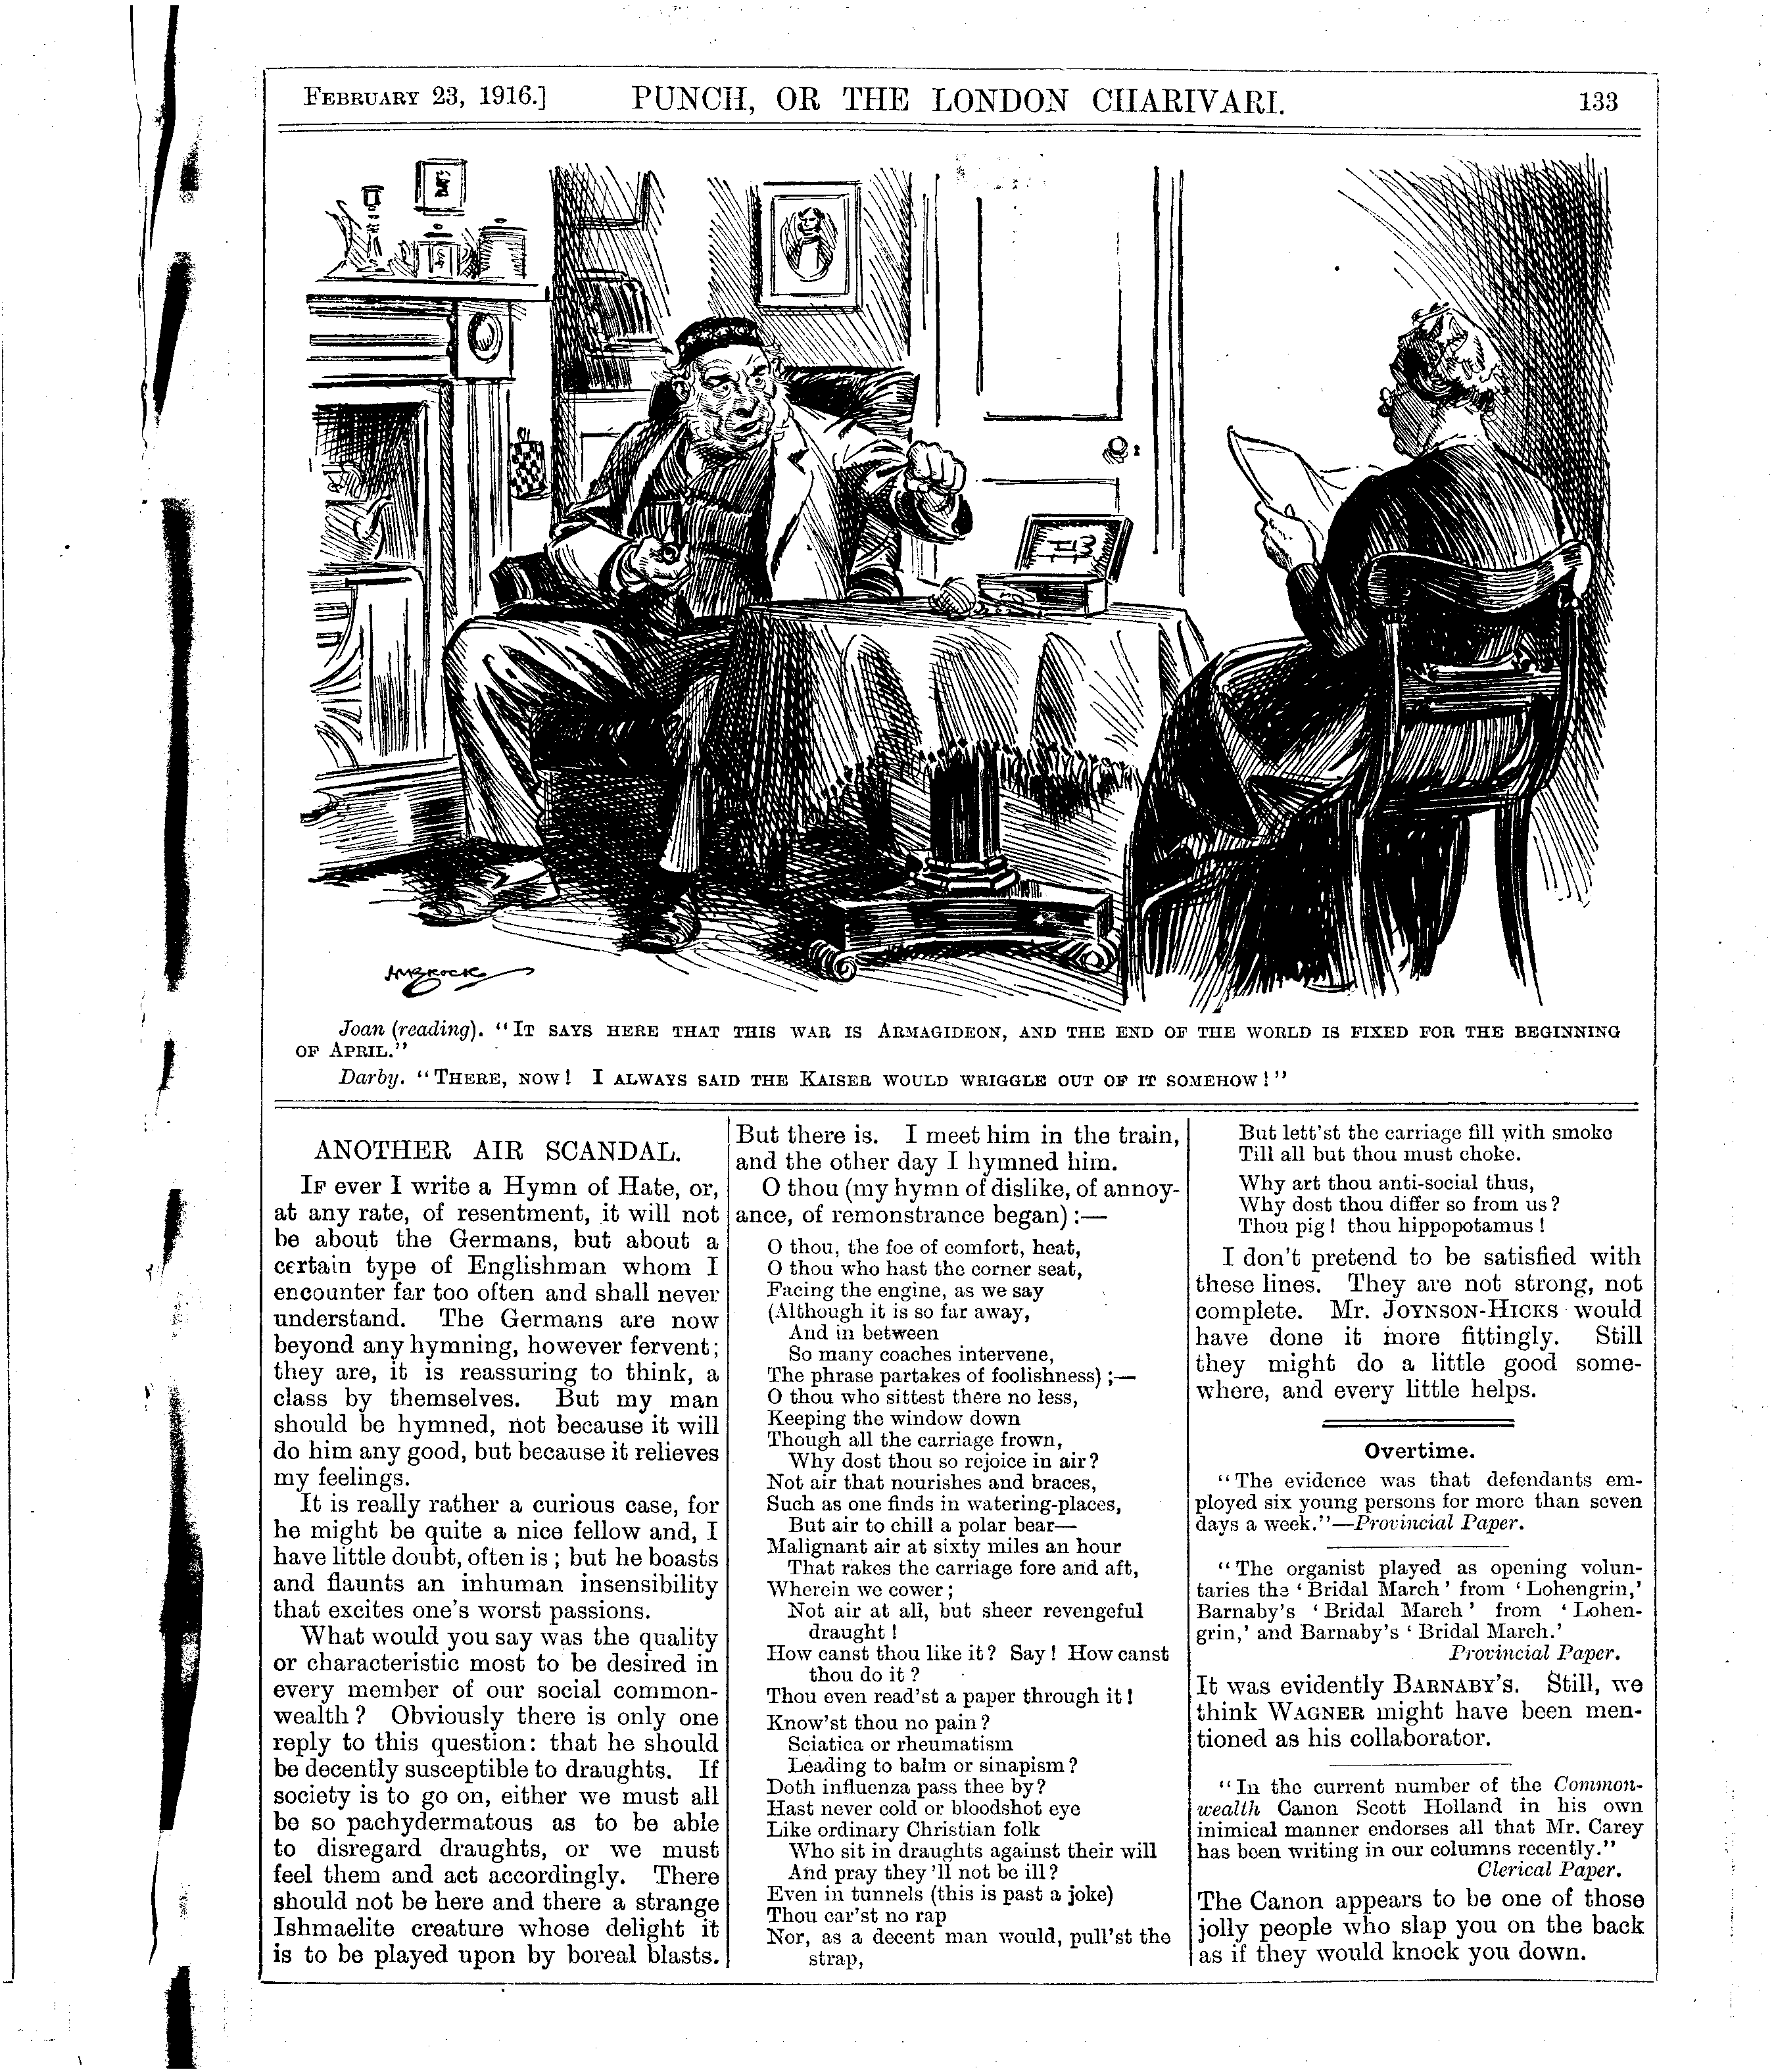 FEBRUARY 23, 1916.]
PUNCH, OR THE LONDON CHARIVARI.
133
HMBrock
Joan (reading). "IT SAYS HERE THAT THIS WAR IS ARMAGIDEON, AND THE END OF THE WORLD IS FIXED FOR THE BEGINNING
OF APRIL."
Darby. "THERE, NOW! I ALWAYS SAID THE KAISER WOULD WRIGGLE OUT OF IT SOMEHOW!"
ANOTHER AIR SCANDAL.
IF ever I write a Hymn of Hate, or,
at any rate, of resentment, it will not
be about the Germans, but about a
certain type of Englishman whom I
encounter far too often and shall never
understand. The Germans are now
beyond any hymning, however fervent;
they are, it is reassuring to think, a
class by themselves. But my man
should be hymned, not because it will
do him any good, but because it relieves
my feelings.
It is really rather a curious case, for
he might be quite a nice fellow and, I
have little doubt, often is; but he boasts
and flaunts an inhuman insensibility
that excites one's worst passions.
What would you say was the quality
or characteristic most to be desired in
every member of our social common-
wealth? Obviously there is only one
reply to this question: that he should
be decently susceptible to draughts. If
society is to go on, either we must all
be so pachydermatous as to be able
to disregard draughts, or we must
feel them and act accordingly. There
should not be here and there a strange
Ishmaelite creature whose delight it
is to be played upon by boreal blasts.
But there is. I meet him in the train,
and the other day I hymned him.
O thou (my hymn of dislike, of annoy-
ance, of remonstrance began):—
O thou, the foe of comfort, heat,
O thou who hast the corner seat,
Facing the engine, as we say
(Although it is so far away,
And in between
So many coaches intervene,
The phrase partakes of foolishness);—
O thou who sittest there no less,
Keeping the window down
Though all the carriage frown,
Why dost thou so rejoice in air?
Not air that nourishes and braces,
Such as one finds in watering-places,
But air to chill a polar bear—
Malignant air at sixty miles an hour
That rakes the carriage fore and aft,
Wherein we cower;
Not air at all, but sheer revengeful
draught!
How canst thou like it? Say! How canst
thou do it?
Thou even read'st a paper through it!
Know'st thou no pain?
Sciatica or rheumatism
Leading to balm or sinapism?
Doth influenza pass thee by?
Hast never cold or bloodshot eye
Like ordinary Christian folk
Who sit in draughts against their will
And pray they'll not be ill?
Even in tunnels (this is past a joke)
Thou car'st no rap
Nor, as a decent man would, pull'st the
strap,
But lett'st the carriage fill with smoke
Till all but thou must choke.
Why art thou anti-social thus,
Why dost thou differ so from us?
Thou pig! thou hippopotamus!
I don't pretend to be satisfied with
these lines. They are not strong, not
complete. Mr. JOYNSON-HICKS would
have done it more fittingly. Still
they might do a little good some-
where, and every little helps.
Overtime.
"The evidence was that defendants em-
ployed six young persons for more than seven
days a week."—Provincial Paper.
"The organist played as opening volun-
taries the 'Bridal March' from 'Lohengrin,'
Barnaby's 'Bridal March' from 'Lohen-
grin,' and Barnaby's 'Bridal March.'
Provincial Paper.
It was evidently BARNABY'S. Still, we
think WAGNER might have been men-
tioned as his collaborator.
"In the current number of the Common-
wealth Canon Scott Holland in his own
inimical manner endorses all that Mr. Carey
has been writing in our columns recently."
Clerical Paper.
The Canon appears to be one of those
jolly people who slap you on the back
as if they would knock you down.